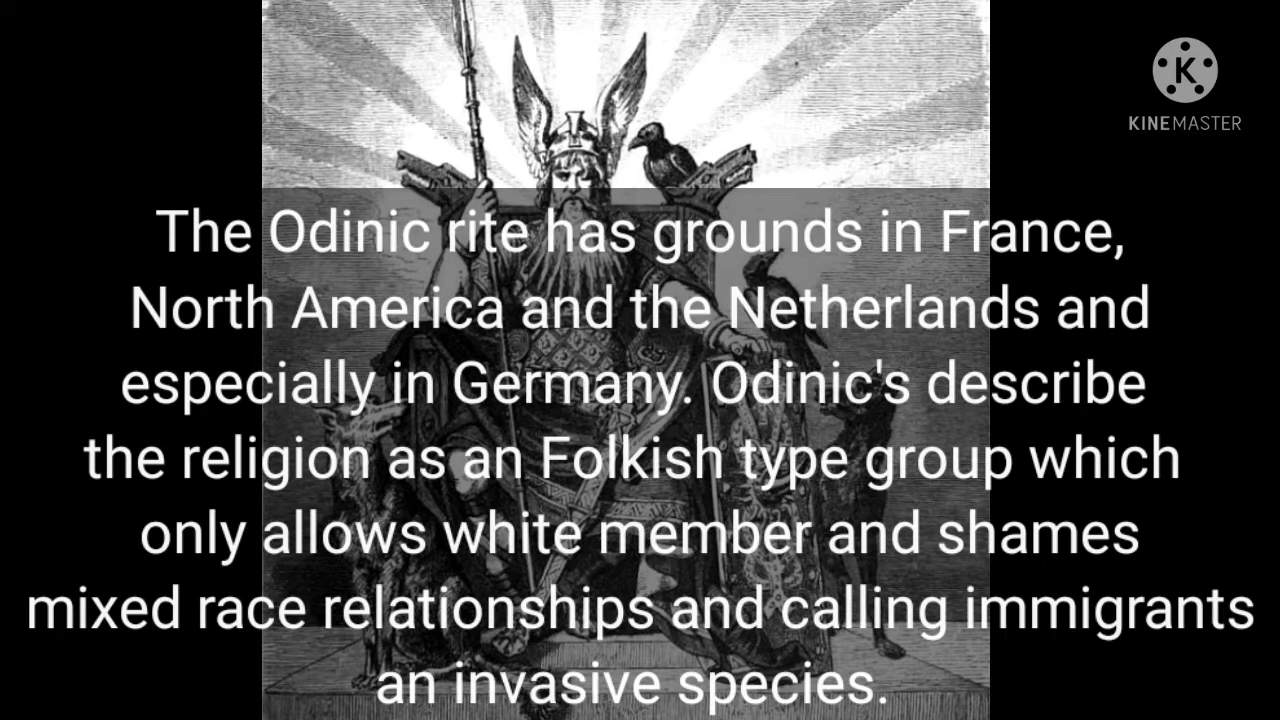 KINEMASTER
The Odinic rite has grounds in France,
North America and the Netherlands and
especially in Germany. Odinic's describe
the religion as an Folkish type group which
only allows white member and shames
mixed race relationships and calling immigrants
an invasive species.